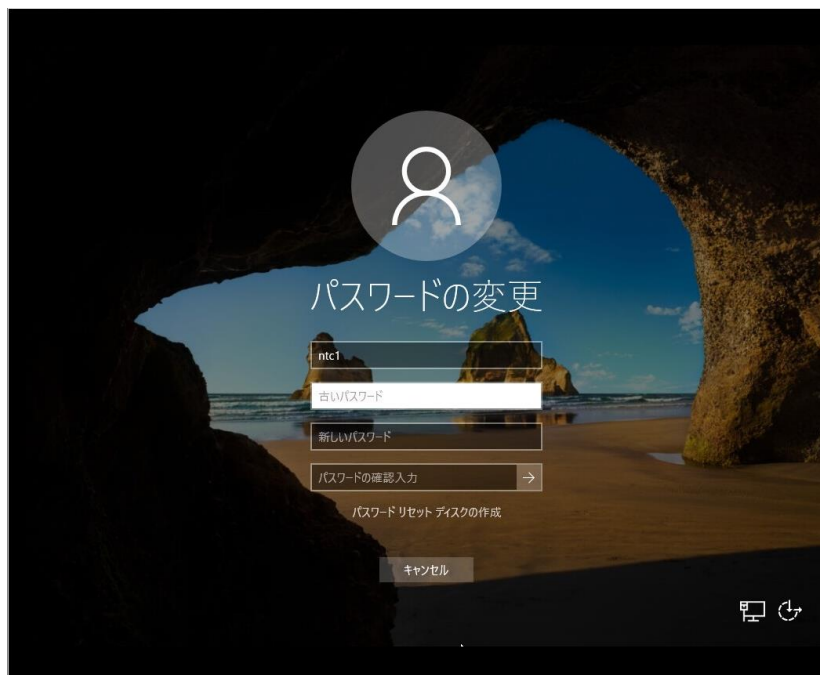 パスワードの変更
ntc1
古いパスワード
新しいパスワード
パスワードの確認入力
パスワード リセット ディスクの作成
キャンセル